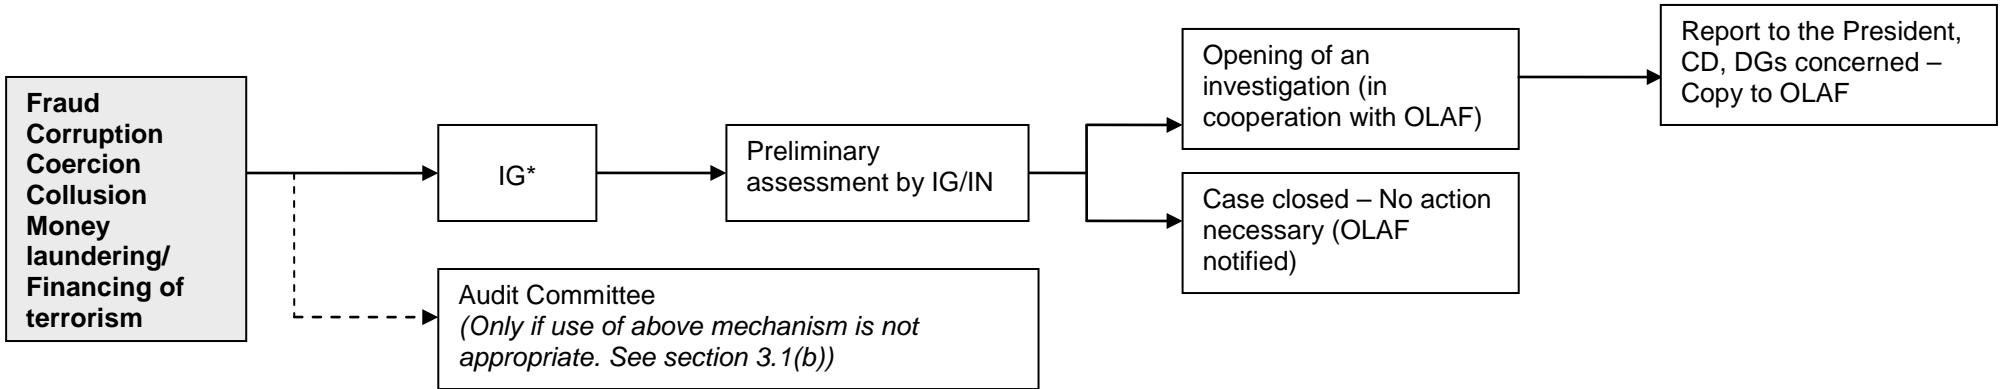 Fraud
Corruption
Coercion
Collusion
Money
laundering/
Financing of
terrorism
IG*
Preliminary
assessment by IG/IN
Opening of an
investigation (in
cooperation with OLAF)
Report to the President,
CD, DGs concerned –
Copy to OLAF
Case closed – No action
necessary (OLAF
notified)
Audit Committee
(Only if use of above mechanism is not
appropriate. See section 3.1(b))